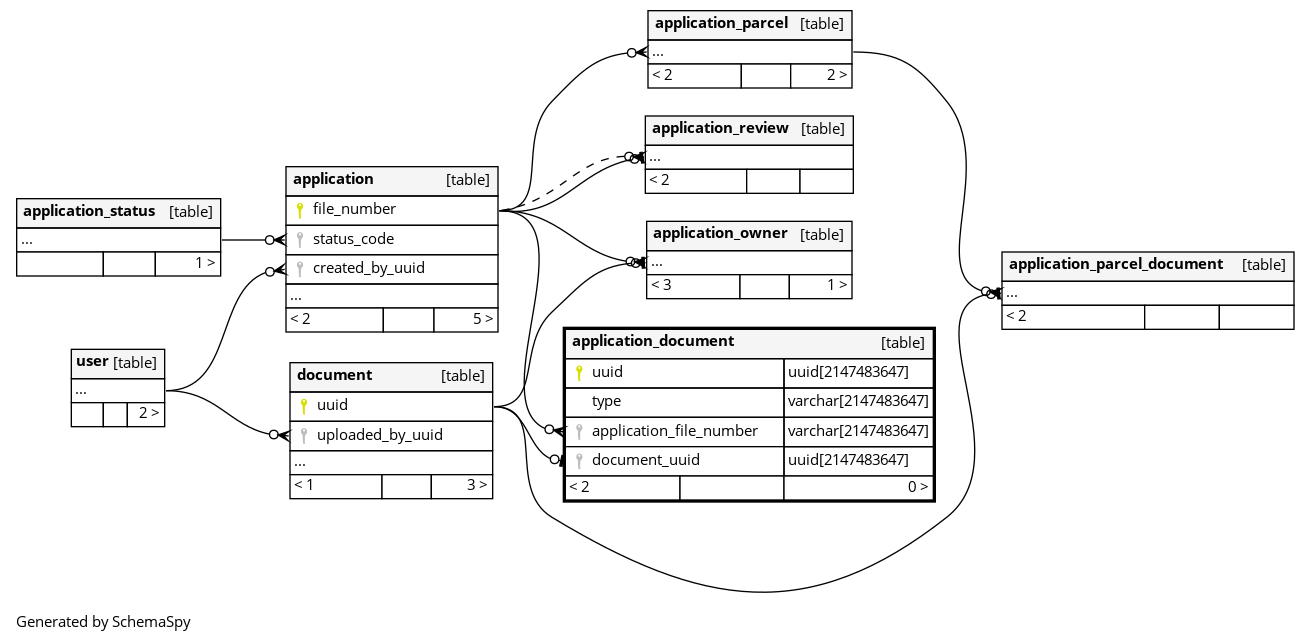 application_parcel [table]
...
< 2 2 >
application_review [table]
...
< 2
application [table]
file_number
status_code
created_by_uuid
...
< 2 5 >
application_status [table]
...
1 >
application_owner [table]
...
< 3 1 >
application_parcel_document [table]
...
< 2
user [table]
...
2 >
document [table]
uuid
uploaded_by_uuid
...
< 1 3 >
application_document [table]
uuid uuid[2147483647]
type varchar[2147483647]
application_file_number varchar[2147483647]
document_uuid uuid[2147483647]
< 2 0 >
Generated by SchemaSpy